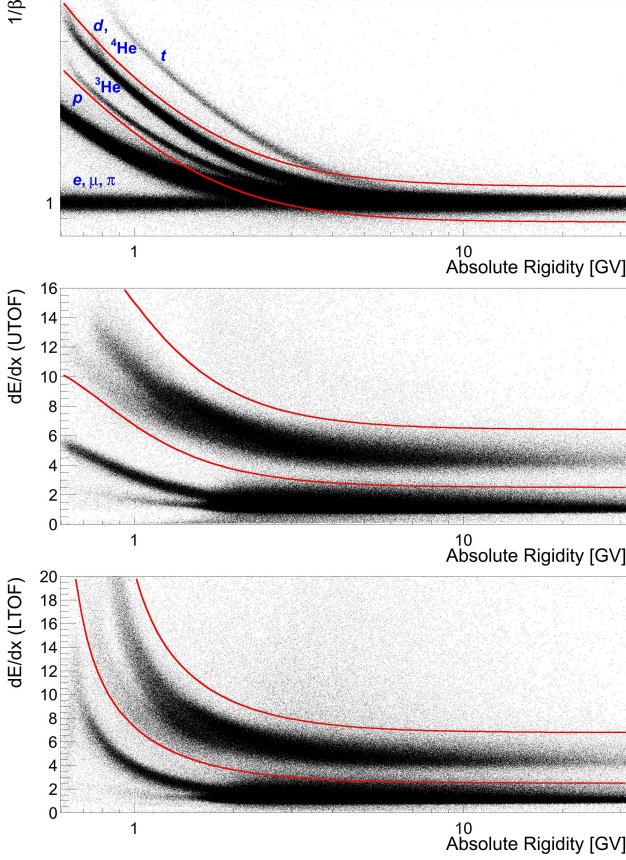 1/β
d, ⁴He
t
³He
p
e, μ, π
1
1
10
Absolute Rigidity [GV]
dE/dx (UTOF)
16
14
12
10
8
6
4
2
0
1
10
Absolute Rigidity [GV]
dE/dx (LTOF)
20
18
16
14
12
10
8
6
4
2
0
1
10
Absolute Rigidity [GV]